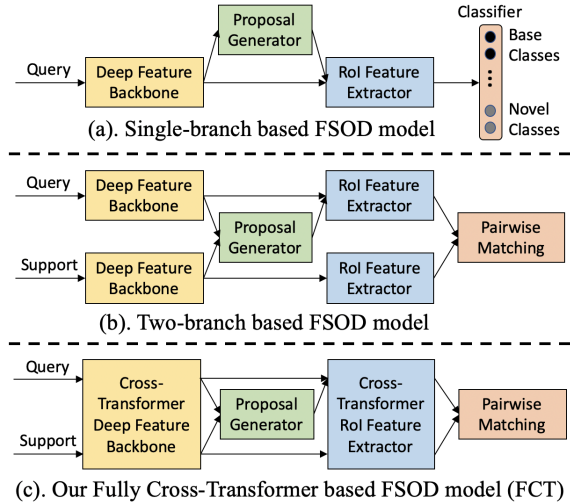 Classifier
Proposal
Generator
Base
Classes
Query
Deep Feature
Backbone
RoI Feature
Extractor
Novel
Classes
(a). Single-branch based FSOD model
Query
Deep Feature
Backbone
RoI Feature
Extractor
Proposal
Generator
Pairwise
Matching
Support
Deep Feature
Backbone
RoI Feature
Extractor
(b). Two-branch based FSOD model
Query
Cross-
Transformer
Deep Feature
Backbone
Proposal
Generator
Cross-
Transformer
RoI Feature
Extractor
Pairwise
Matching
Support
(c). Our Fully Cross-Transformer based FSOD model (FCT)